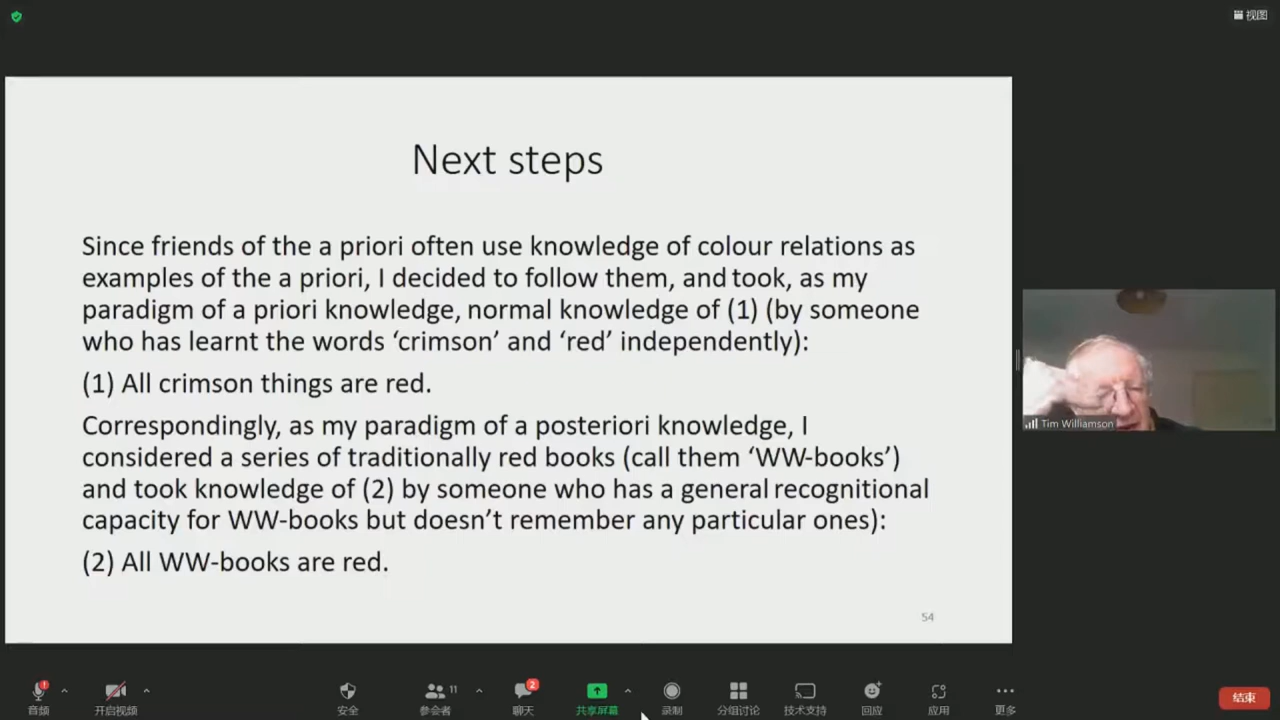 视图
Next steps
Since friends of the a priori often use knowledge of colour relations as
examples of the a priori, I decided to follow them, and took, as my
paradigm of a priori knowledge, normal knowledge of (1) (by someone
who has learnt the words ‘crimson’ and ‘red’ independently):
(1) All crimson things are red.
Correspondingly, as my paradigm of a posteriori knowledge, I
considered a series of traditionally red books (call them ‘WW-books’)
and took knowledge of (2) by someone who has a general recognitional
capacity for WW-books but doesn’t remember any particular ones):
(2) All WW-books are red.
54
Tim Williamson
11
2
音频
开启视频
安全
参会者
聊天
共享屏幕
录制
分组讨论
技术支持
回应
应用
更多
结束